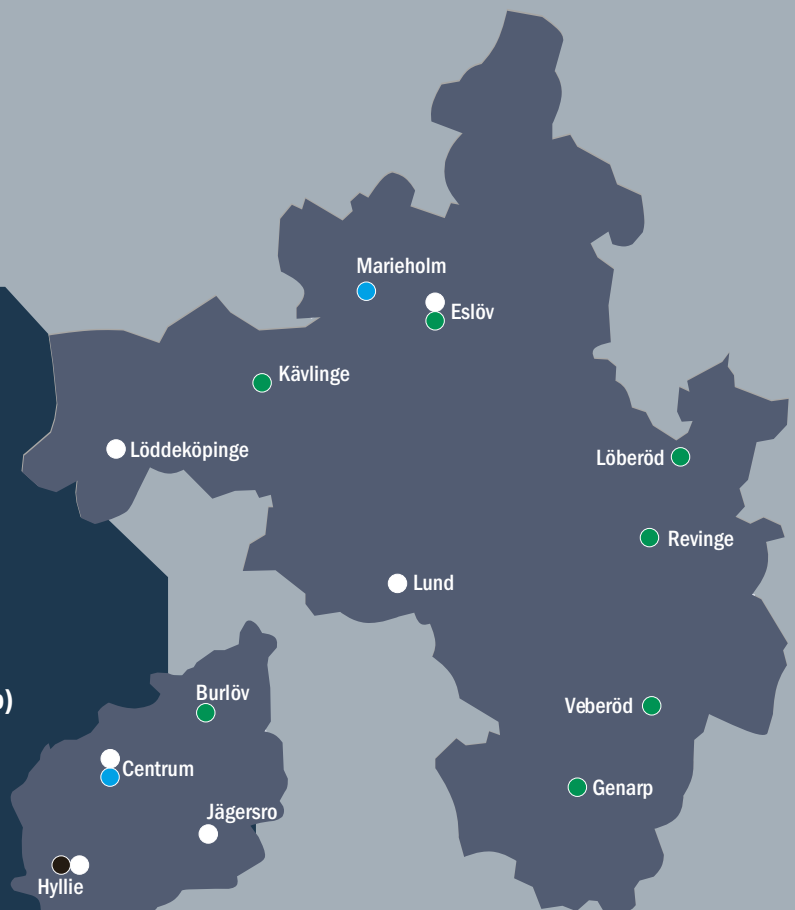 Marieholm
Eslöv
Kävlinge
Löddeköpinge
Löberöd
Revinge
Lund
Burlöv
Veberöd
Centrum
Genarp
Jägersro
Hyllie